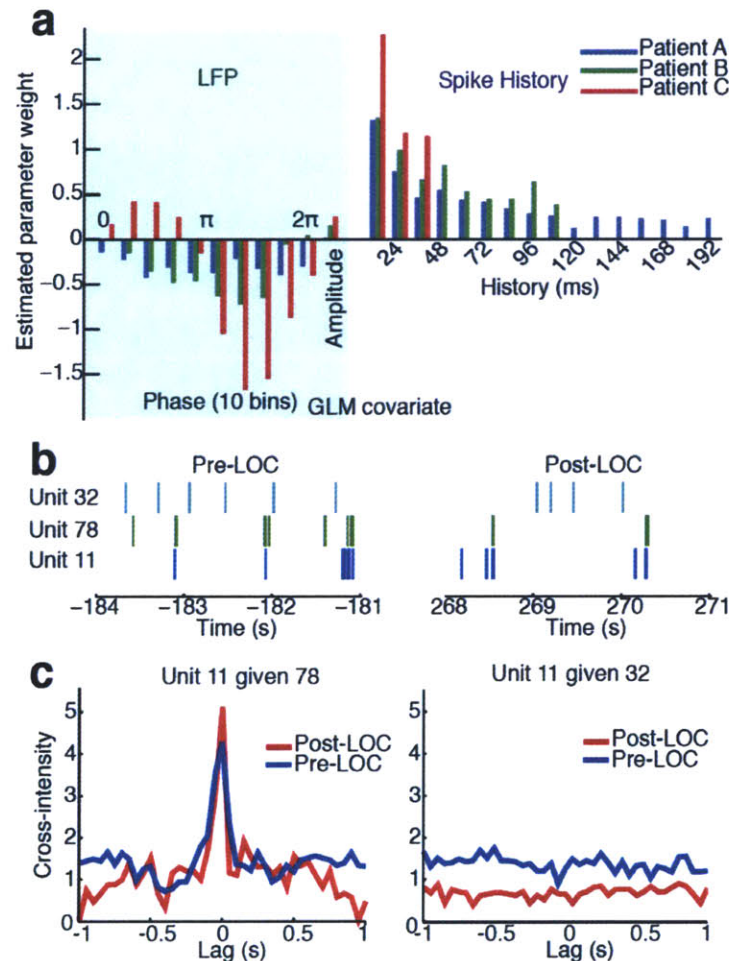 a
Estimated parameter weight
2
1.5
1
0.5
0
−0.5
−1
−1.5
LFP
0
π
2π
Amplitude
Phase (10 bins)
GLM covariate
Spike History
Patient A
Patient B
Patient C
24
48
72
96
120
144
168
192
History (ms)
b
Pre-LOC
Post-LOC
Unit 32
Unit 78
Unit 11
−184
−183
−182
−181
268
269
270
271
Time (s)
Time (s)
c
Unit 11 given 78
Unit 11 given 32
Cross-intensity
5
4
3
2
1
0
Post-LOC
Pre-LOC
-1
-0.5
0
0.5
1
Lag (s)
5
4
3
2
1
0
Post-LOC
Pre-LOC
-1
-0.5
0
0.5
1
Lag (s)